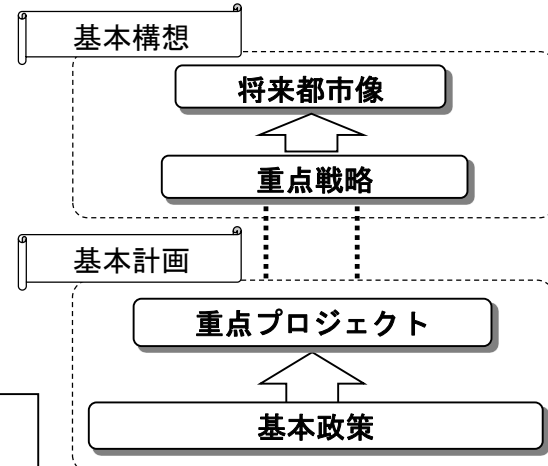 基本構想
将来都市像
重点戦略
基本計画
重点プロジェクト
基本政策